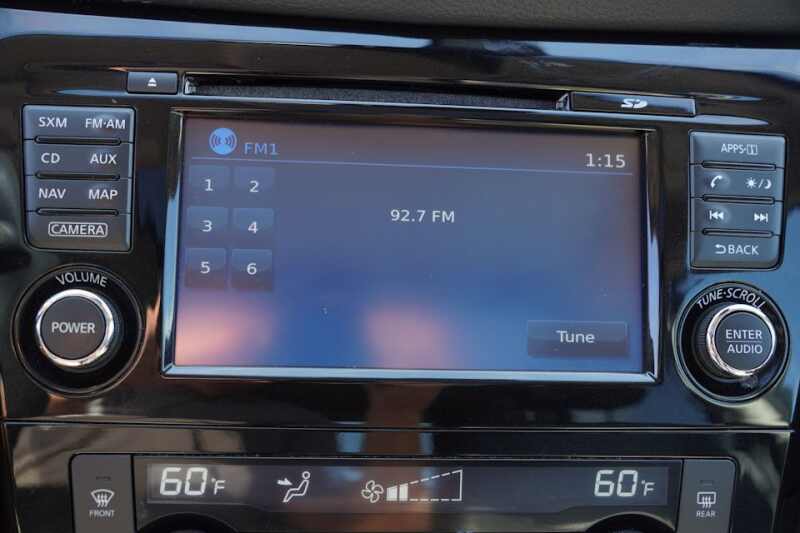 SD
SXM FM·AM
CD AUX
NAV MAP
CAMERA
VOLUME
POWER
FM1
1:15
1 2
3 4
5 6
92.7 FM
Tune
APPS·[i]
BACK
TUNE·SCROLL
ENTER
AUDIO
60°F
60°F
FRONT
REAR